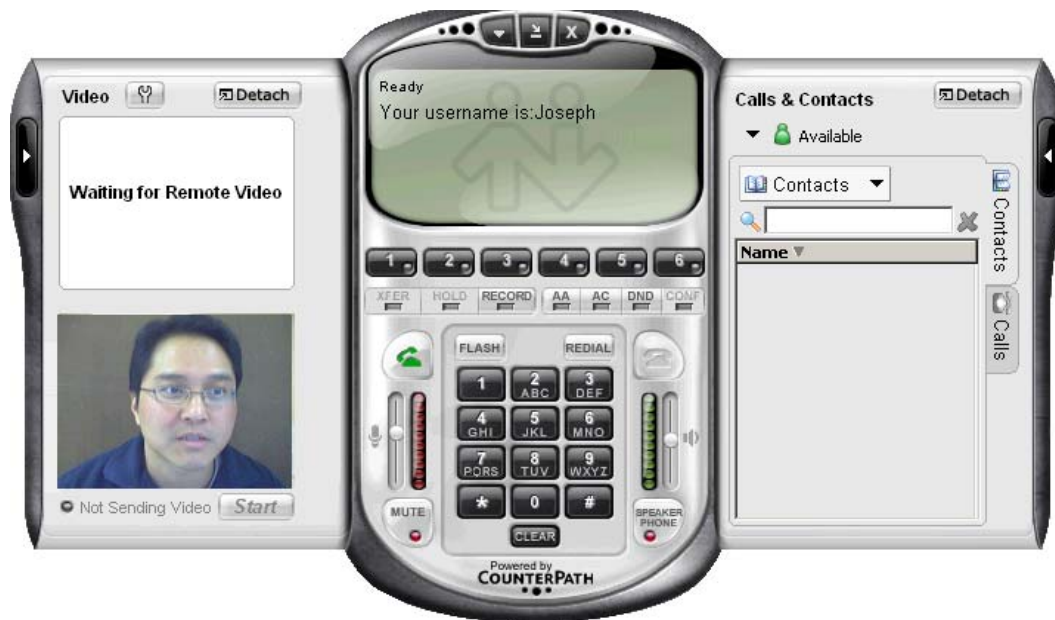 Video
Detach
Waiting for Remote Video
Not Sending Video
Start
Ready
Your username is:Joseph
1 2 3 4 5 6
XFER HOLD RECORD AA AC DND CONF
FLASH REDIAL
1 2 ABC 3 DEF
4 GHI 5 JKL 6 MNO
7 PQRS 8 TUV 9 WXYZ
* 0 #
MUTE
SPEAKER
PHONE
CLEAR
Powered by
COUNTERPATH
Calls & Contacts
Detach
Available
Contacts
Name
Contacts
Calls
X